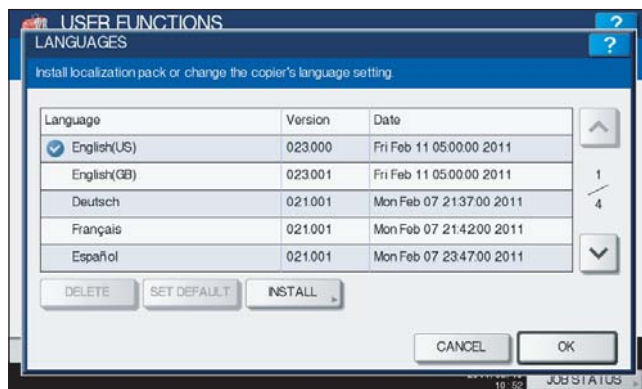 USER FUNCTIONS
?
LANGUAGES
?
Install localization pack or change the copier's language setting.
Language Version Date
English(US) 023.000 Fri Feb 11 05:00:00 2011
English(GB) 023.001 Fri Feb 11 05:00:00 2011
Deutsch 021.001 Mon Feb 07 21:37:00 2011
Français 021.001 Mon Feb 07 21:42:00 2011
Español 021.001 Mon Feb 07 23:47:00 2011
1
4
DELETE SET DEFAULT INSTALL
CANCEL OK
10:52 JOB STATUS